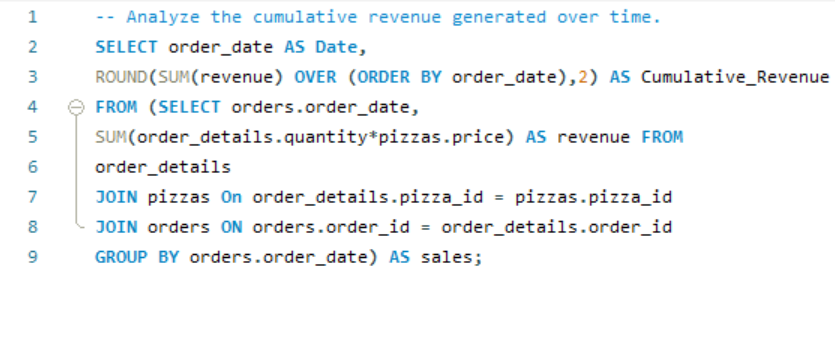 1 -- Analyze the cumulative revenue generated over time.
2 SELECT order_date AS Date,
3 ROUND(SUM(revenue) OVER (ORDER BY order_date),2) AS Cumulative_Revenue
4 FROM (SELECT orders.order_date,
5 SUM(order_details.quantity*pizzas.price) AS revenue FROM
6 order_details
7 JOIN pizzas On order_details.pizza_id = pizzas.pizza_id
8 JOIN orders ON orders.order_id = order_details.order_id
9 GROUP BY orders.order_date) AS sales;